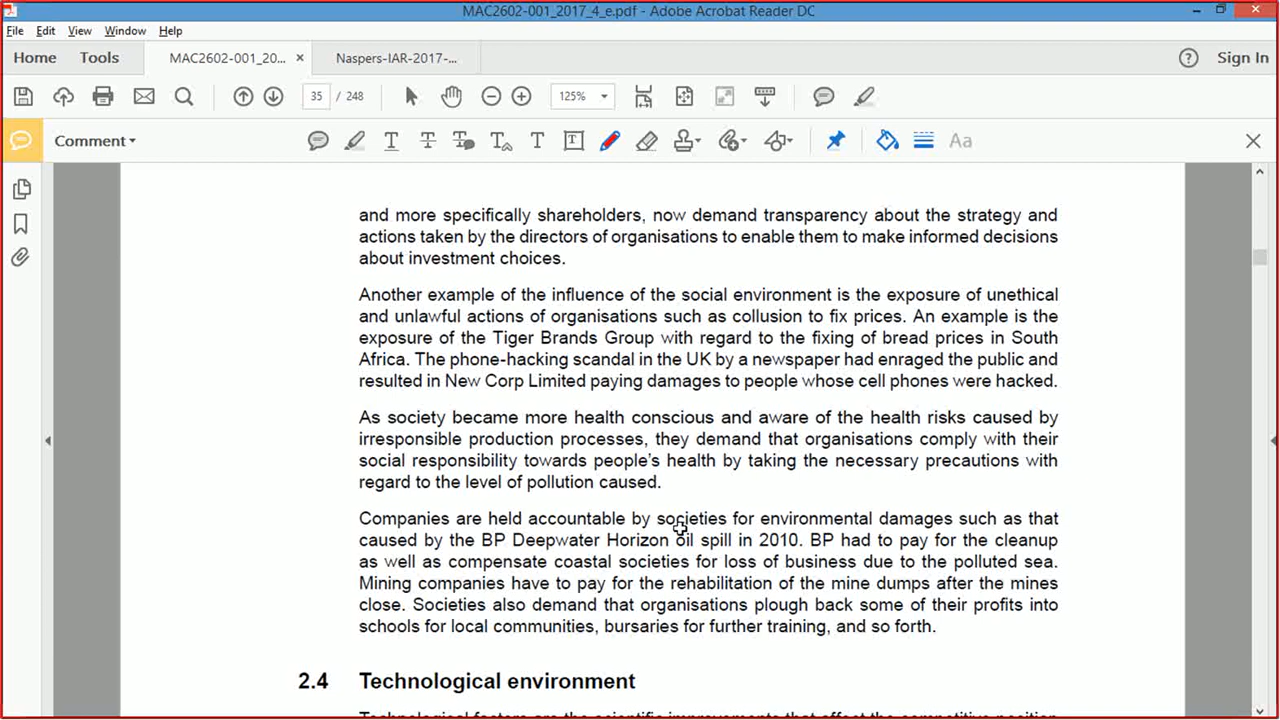 MAC2602-001_2017_4_e.pdf - Adobe Acrobat Reader DC
File Edit View Window Help
Home Tools MAC2602-001_20... × Naspers-IAR-2017-... Sign In
35 / 248 125%
Comment T T T T T T Aa
and more specifically shareholders, now demand transparency about the strategy and
actions taken by the directors of organisations to enable them to make informed decisions
about investment choices.
Another example of the influence of the social environment is the exposure of unethical
and unlawful actions of organisations such as collusion to fix prices. An example is the
exposure of the Tiger Brands Group with regard to the fixing of bread prices in South
Africa. The phone-hacking scandal in the UK by a newspaper had enraged the public and
resulted in New Corp Limited paying damages to people whose cell phones were hacked.
As society became more health conscious and aware of the health risks caused by
irresponsible production processes, they demand that organisations comply with their
social responsibility towards people's health by taking the necessary precautions with
regard to the level of pollution caused.
Companies are held accountable by societies for environmental damages such as that
caused by the BP Deepwater Horizon oil spill in 2010. BP had to pay for the cleanup
as well as compensate coastal societies for loss of business due to the polluted sea.
Mining companies have to pay for the rehabilitation of the mine dumps after the mines
close. Societies also demand that organisations plough back some of their profits into
schools for local communities, bursaries for further training, and so forth.
2.4 Technological environment
Technological factors are the scientific improvements that affect the competitive position